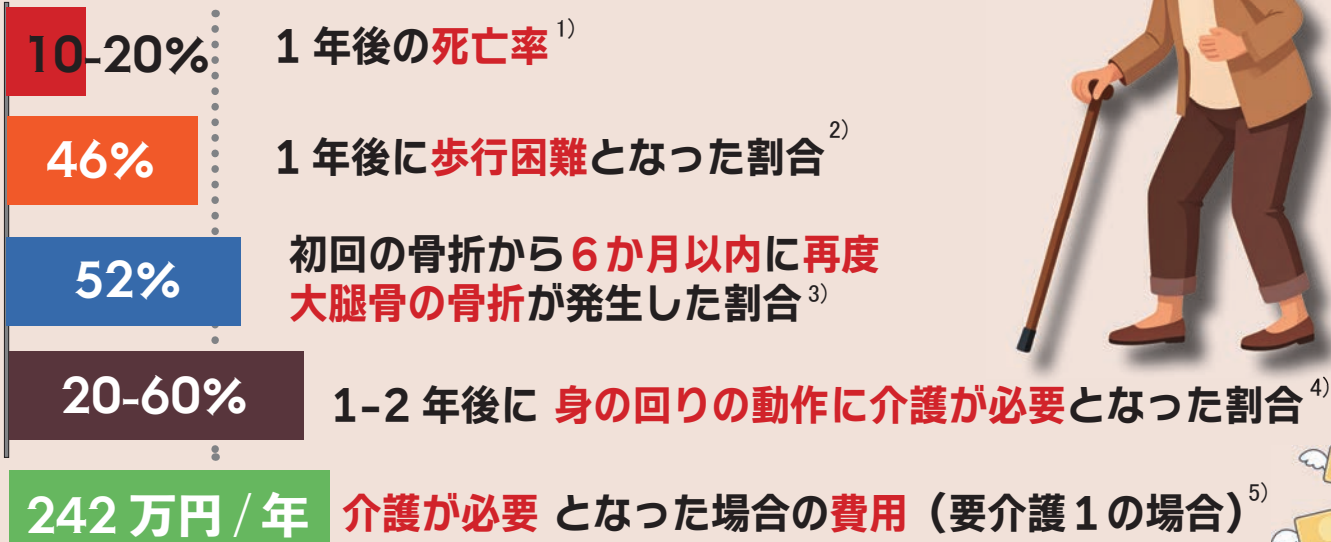 10-20% 1年後の死亡率 1)
46% 1年後に歩行困難となった割合 2)
52% 初回の骨折から６か月以内に再度
大腿骨の骨折が発生した割合 3)
20-60% 1-2年後に 身の回りの動作に介護が必要となった割合 4)
242万円/年 介護が必要 となった場合の費用（要介護１の場合）5)